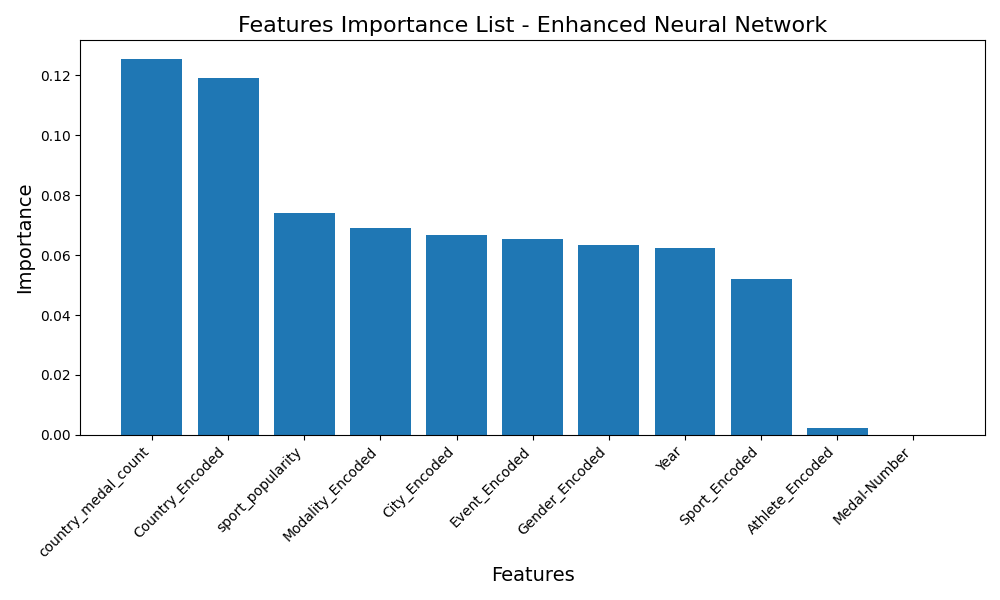 Features Importance List - Enhanced Neural Network
Importance
0.12
0.10
0.08
0.06
0.04
0.02
0.00
country_medal_count
Country_Encoded
sport_popularity
Modality_Encoded
City_Encoded
Event_Encoded
Gender_Encoded
Year
Sport_Encoded
Athlete_Encoded
Medal-Number
Features